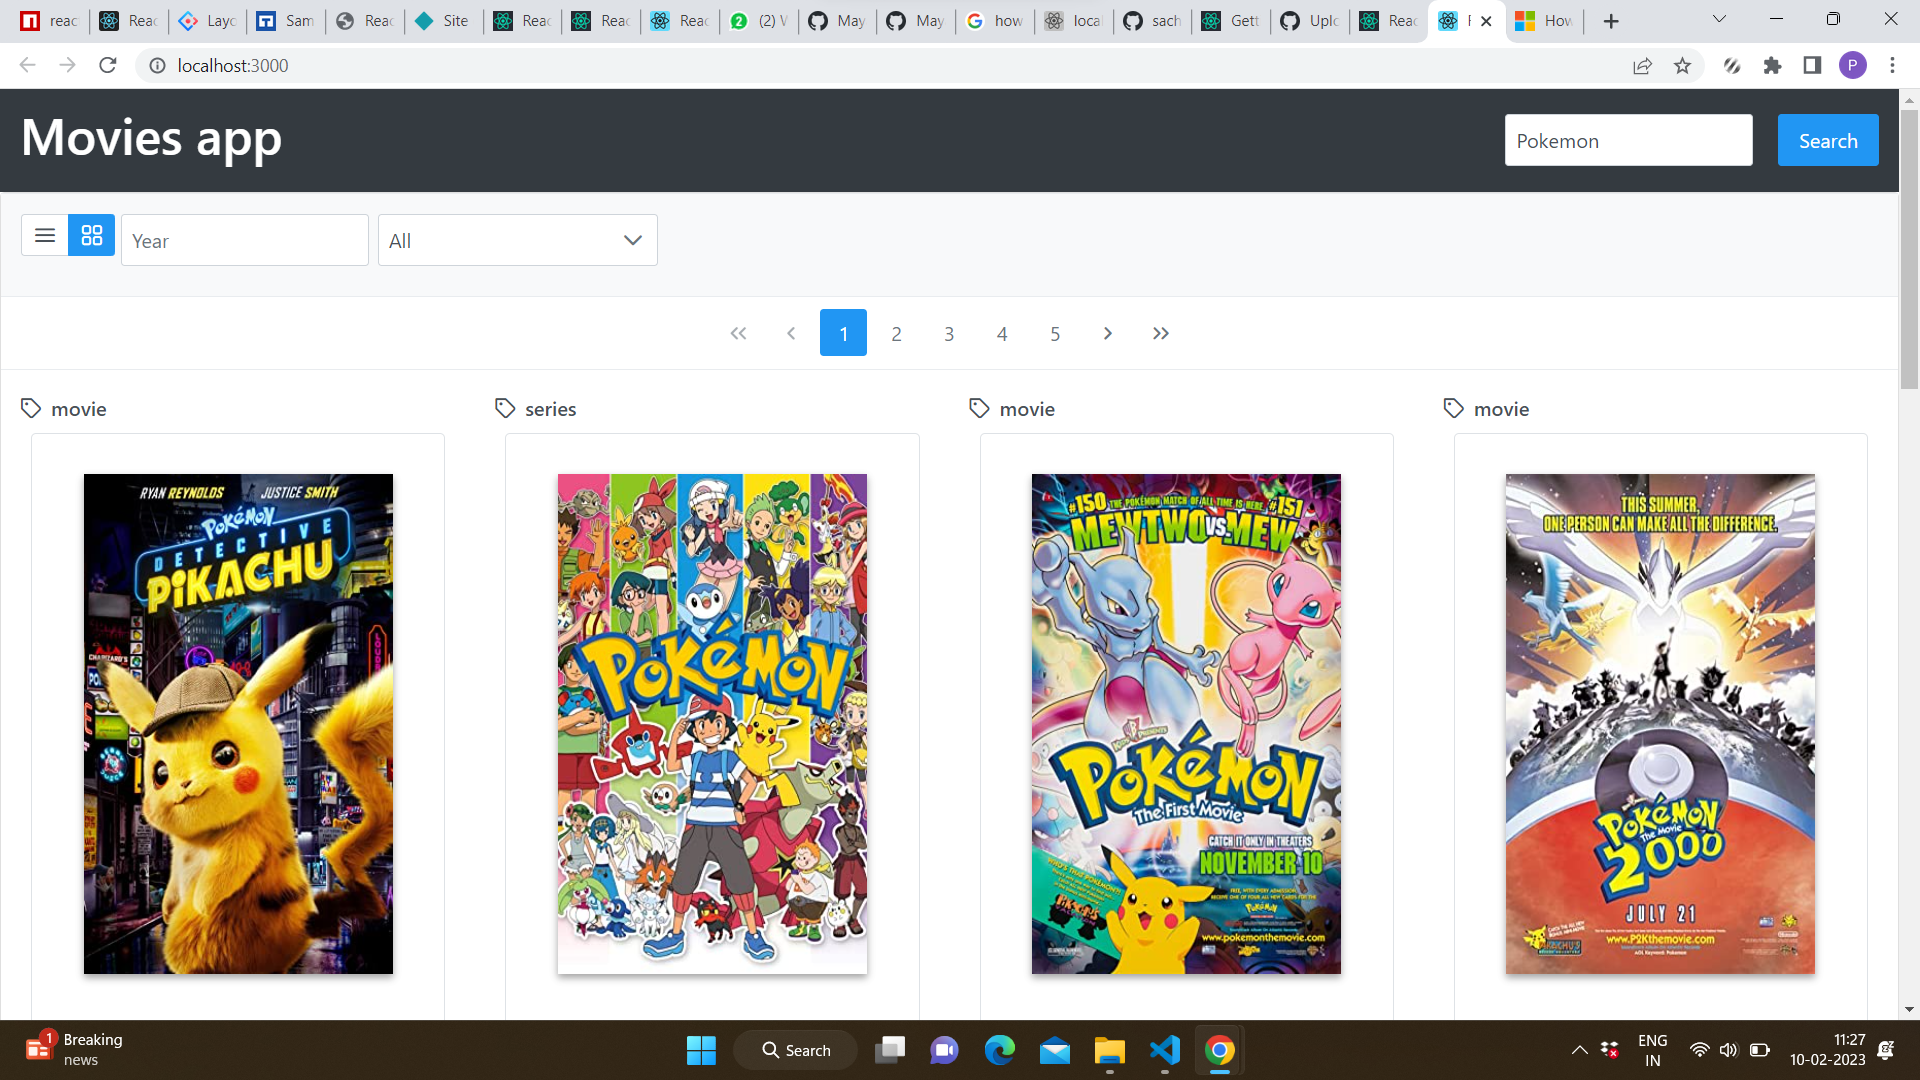 reac
Reac
Layo
Sam
Reac
Site
Reac
Reac
Reac
(2) W
May
May
how
local
sach
Gett
Uplo
Reac
How
localhost:3000
P
Movies app
Pokemon
Search
Year
All
1 2 3 4 5
movie
series
movie
movie
RYAN REYNOLDS JUSTICE SMITH
POKÉMON
DETECTIVE
PIKACHU
POKéMON
#150 THE POKÉMON MATCH OF ALL TIME IS HERE. #151
MEWTWO VS. MEW
POKéMON
The First Movie
CATCH IT ONLY IN THEATERS
NOVEMBER 10
www.pokemonthemovie.com
THIS SUMMER,
ONE PERSON CAN MAKE ALL THE DIFFERENCE.
POKéMON
The Movie
2000
JULY 21
www.P2Kthemovie.com
AOL Keyword: Pokemon
1
Breaking
news
Search
ENG
IN
11:27
10-02-2023